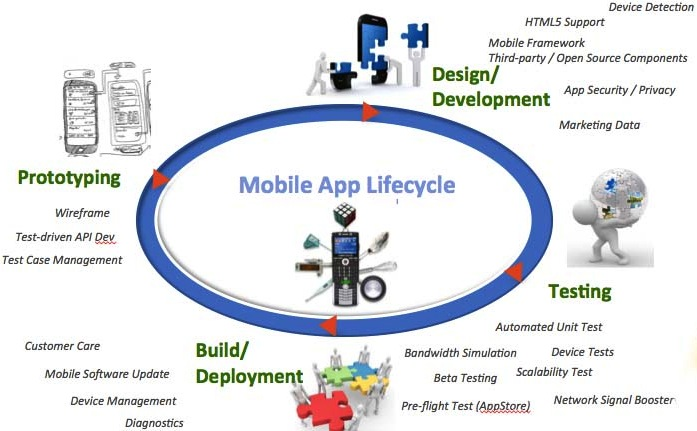 Device Detection
HTML5 Support
Mobile Framework
Third-party / Open Source Components
Design/
Development
App Security / Privacy
Marketing Data
Prototyping
Wireframe
Test-driven API Dev
Test Case Management
Mobile App Lifecycle
Testing
Automated Unit Test
Bandwidth Simulation
Device Tests
Beta Testing
Scalability Test
Pre-flight Test (AppStore)
Network Signal Booster
Build/
Deployment
Customer Care
Mobile Software Update
Device Management
Diagnostics